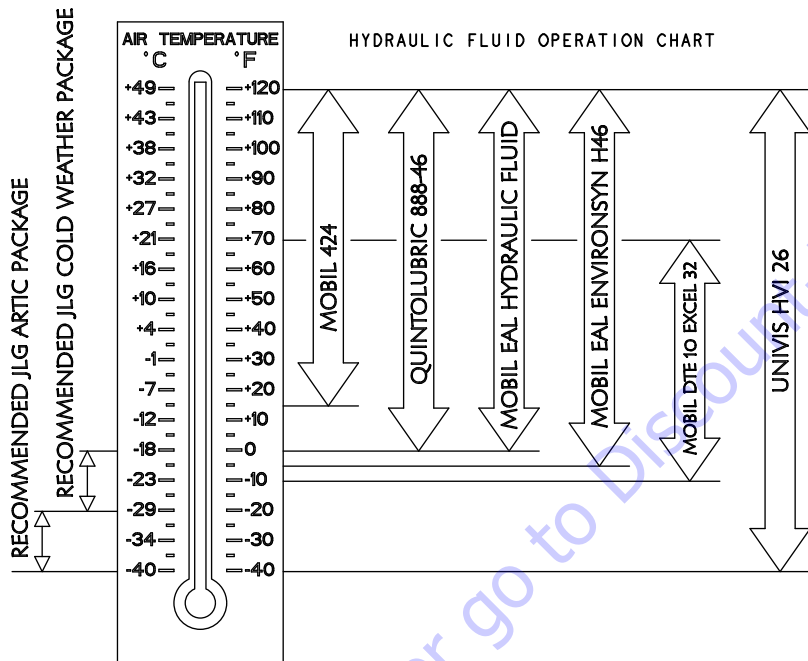 HYDRAULIC FLUID OPERATION CHART
AIR TEMPERATURE
°C °F
+49 +120
+43 +110
+38 +100
+32 +90
+27 +80
+21 +70
+16 +60
+10 +50
+4 +40
-1 +30
-7 +20
-12 +10
-18 0
-23 -10
-29 -20
-34 -30
-40 -40
RECOMMENDED JLG ARTIC PACKAGE
RECOMMENDED JLG COLD WEATHER PACKAGE
MOBIL 424
QUINTOLUBRIC 888-46
MOBIL EAL HYDRAULIC FLUID
MOBIL EAL ENVIRONSYN H46
MOBIL DTE 10 EXCEL 32
UNIVIS HVI 26
go to Discount